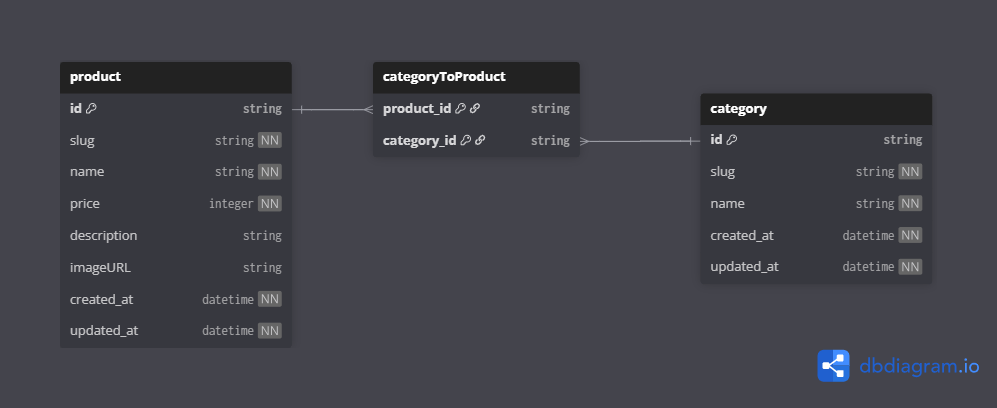 product
id string
slug string NN
name string NN
price integer NN
description string
imageURL string
created_at datetime NN
updated_at datetime NN
categoryToProduct
product_id string
category_id string
category
id string
slug string NN
name string NN
created_at datetime NN
updated_at datetime NN
dbdiagram.io